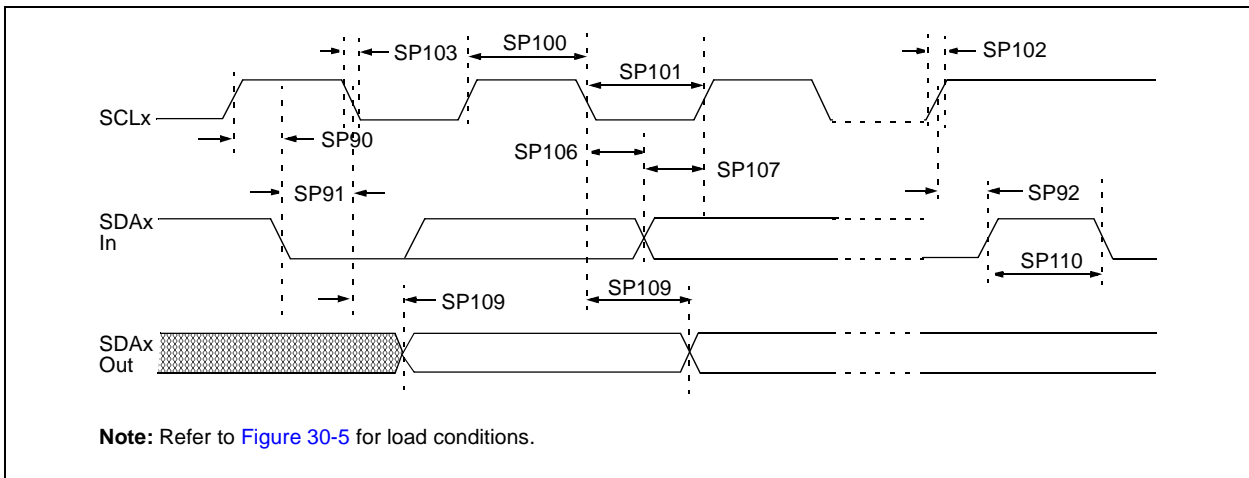 SP103
SP100
SP101
SP102
SCLx
SP90
SP106
SP107
SP91
SP92
SDAx
In
SP110
SP109
SP109
SDAx
Out
Note: Refer to Figure 30-5 for load conditions.